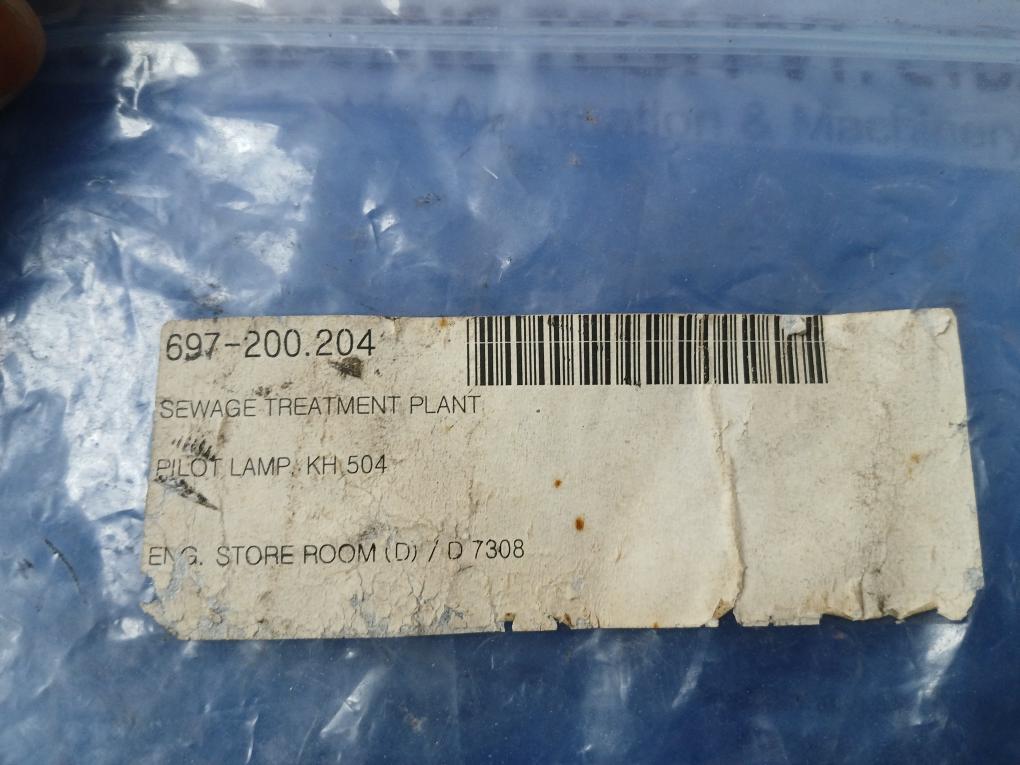 697-200.204
SEWAGE TREATMENT PLANT
PILOT LAMP, KH 504
ENG. STORE ROOM (D) / D 7308